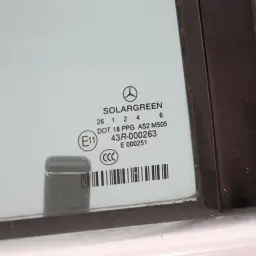 SOLARGREEN
26 1 2 4 6
DOT 18 PPG AS2 M505
E11 43R-000263
E 000251
CCC